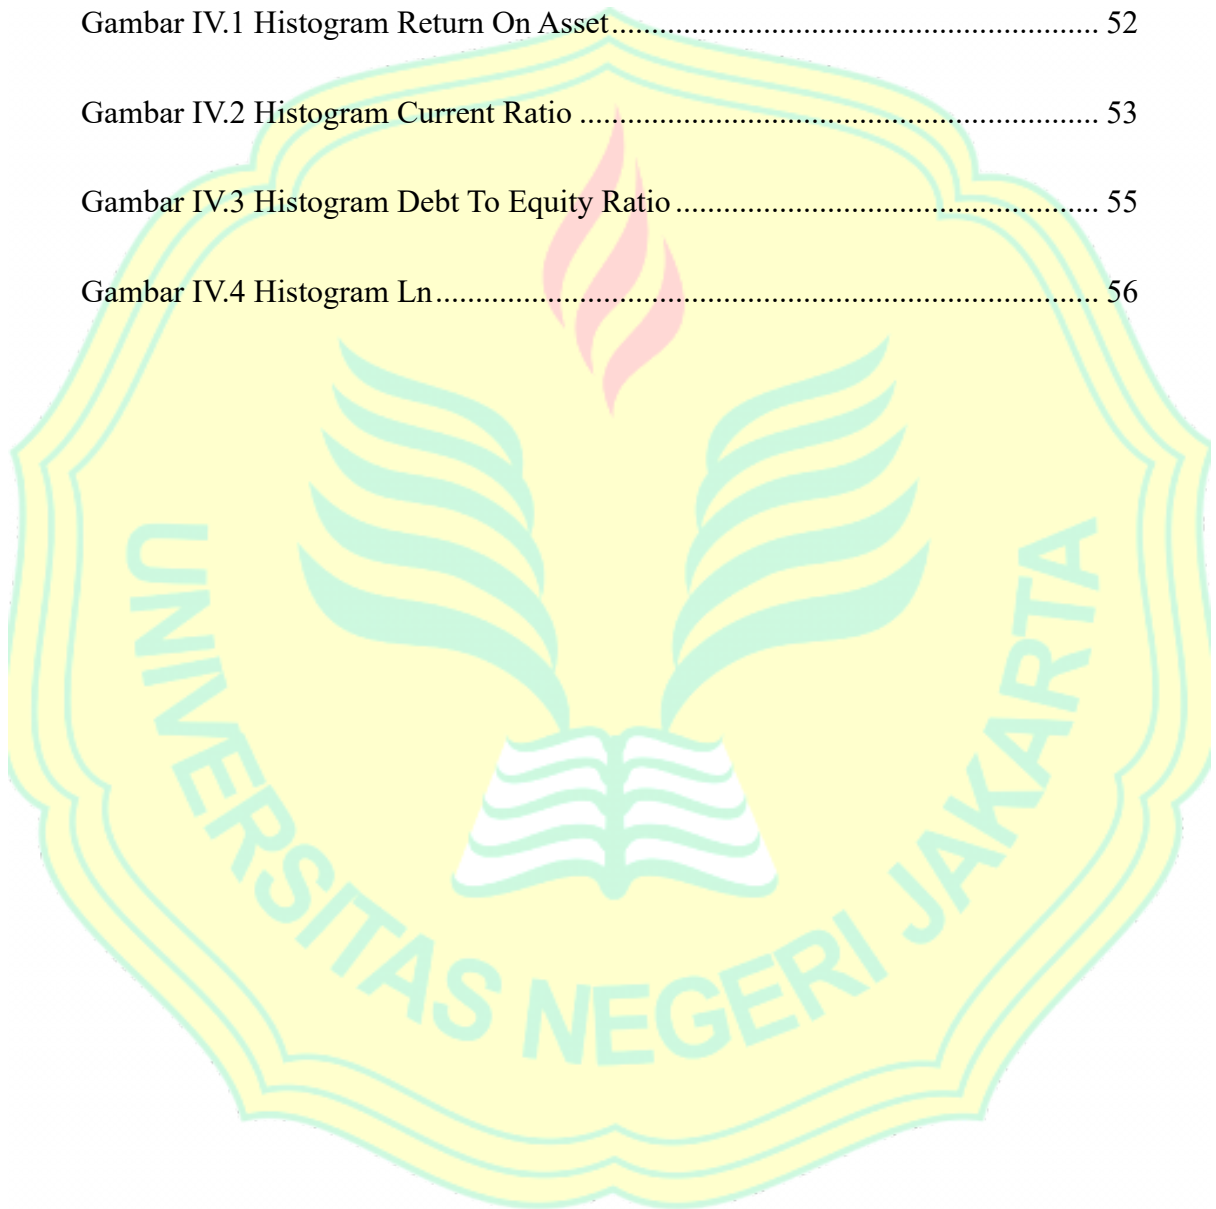 Gambar IV.1 Histogram Return On Asset............................................................. 52
Gambar IV.2 Histogram Current Ratio ................................................................. 53
Gambar IV.3 Histogram Debt To Equity Ratio..................................................... 55
Gambar IV.4 Histogram Ln................................................................................... 56
UNIVERSITAS NEGERI JAKARTA